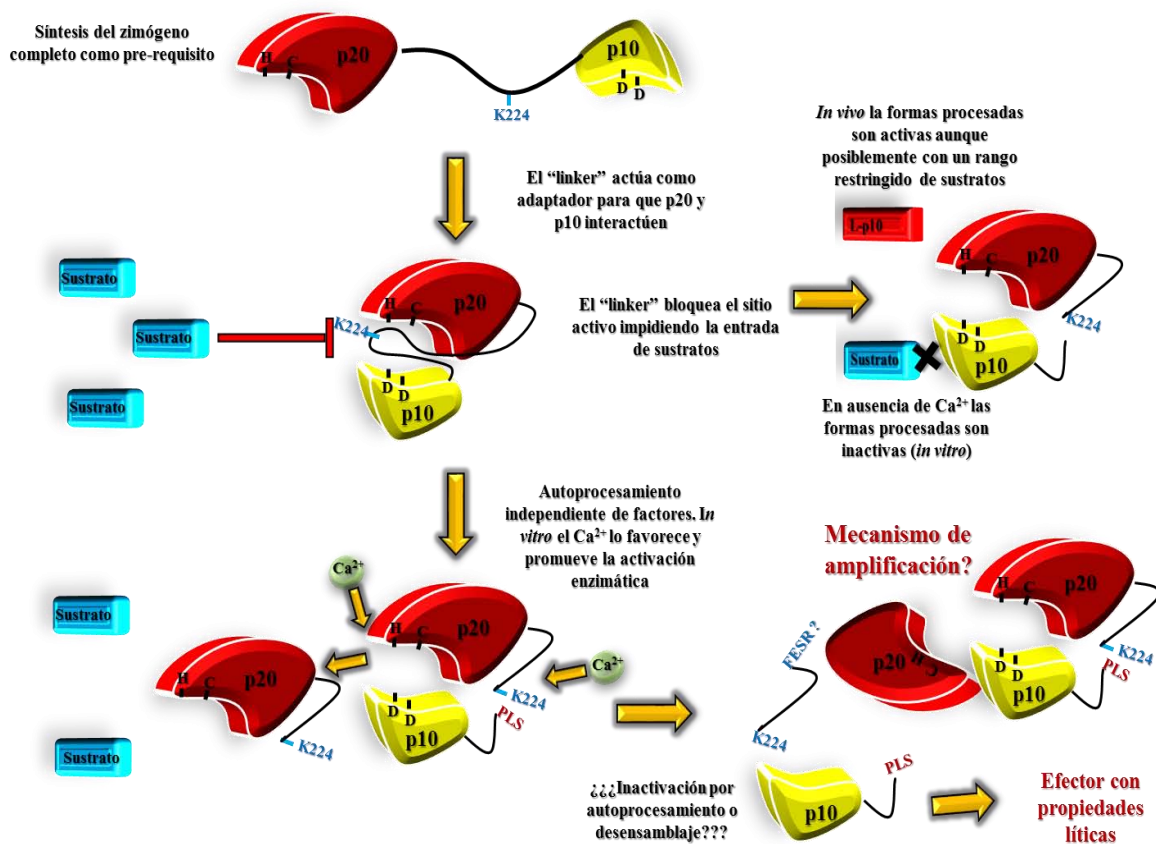 Síntesis del zimógeno
completo como pre-requisito
H
C
p20
K224
p10
D
D
El “linker” actúa como
adaptador para que p20 y
p10 interactúen
In vivo la formas procesadas
son activas aunque
posiblemente con un rango
restringido de sustratos
L-p10
H
C
p20
K224
D
D
p10
Sustrato
En ausencia de Ca²⁺ las
formas procesadas son
inactivas (in vitro)
Sustrato
Sustrato
Sustrato
H
C
p20
K224
D
D
p10
El “linker” bloquea el sitio
activo impidiendo la entrada
de sustratos
Autoprocesamiento
independiente de factores. In
vitro el Ca²⁺ lo favorece y
promueve la activación
enzimática
Sustrato
Sustrato
Ca²⁺
Ca²⁺
H
C
p20
K224
H
C
p20
K224
PLS
D
D
p10
Mecanismo de
amplificación?
FESR ?
p20
H
C
K224
H
C
p20
K224
PLS
D
D
p10
¿¿¿Inactivación por
autoprocesamiento o
desensamblaje???
p10
PLS
Efector con
propiedades
líticas